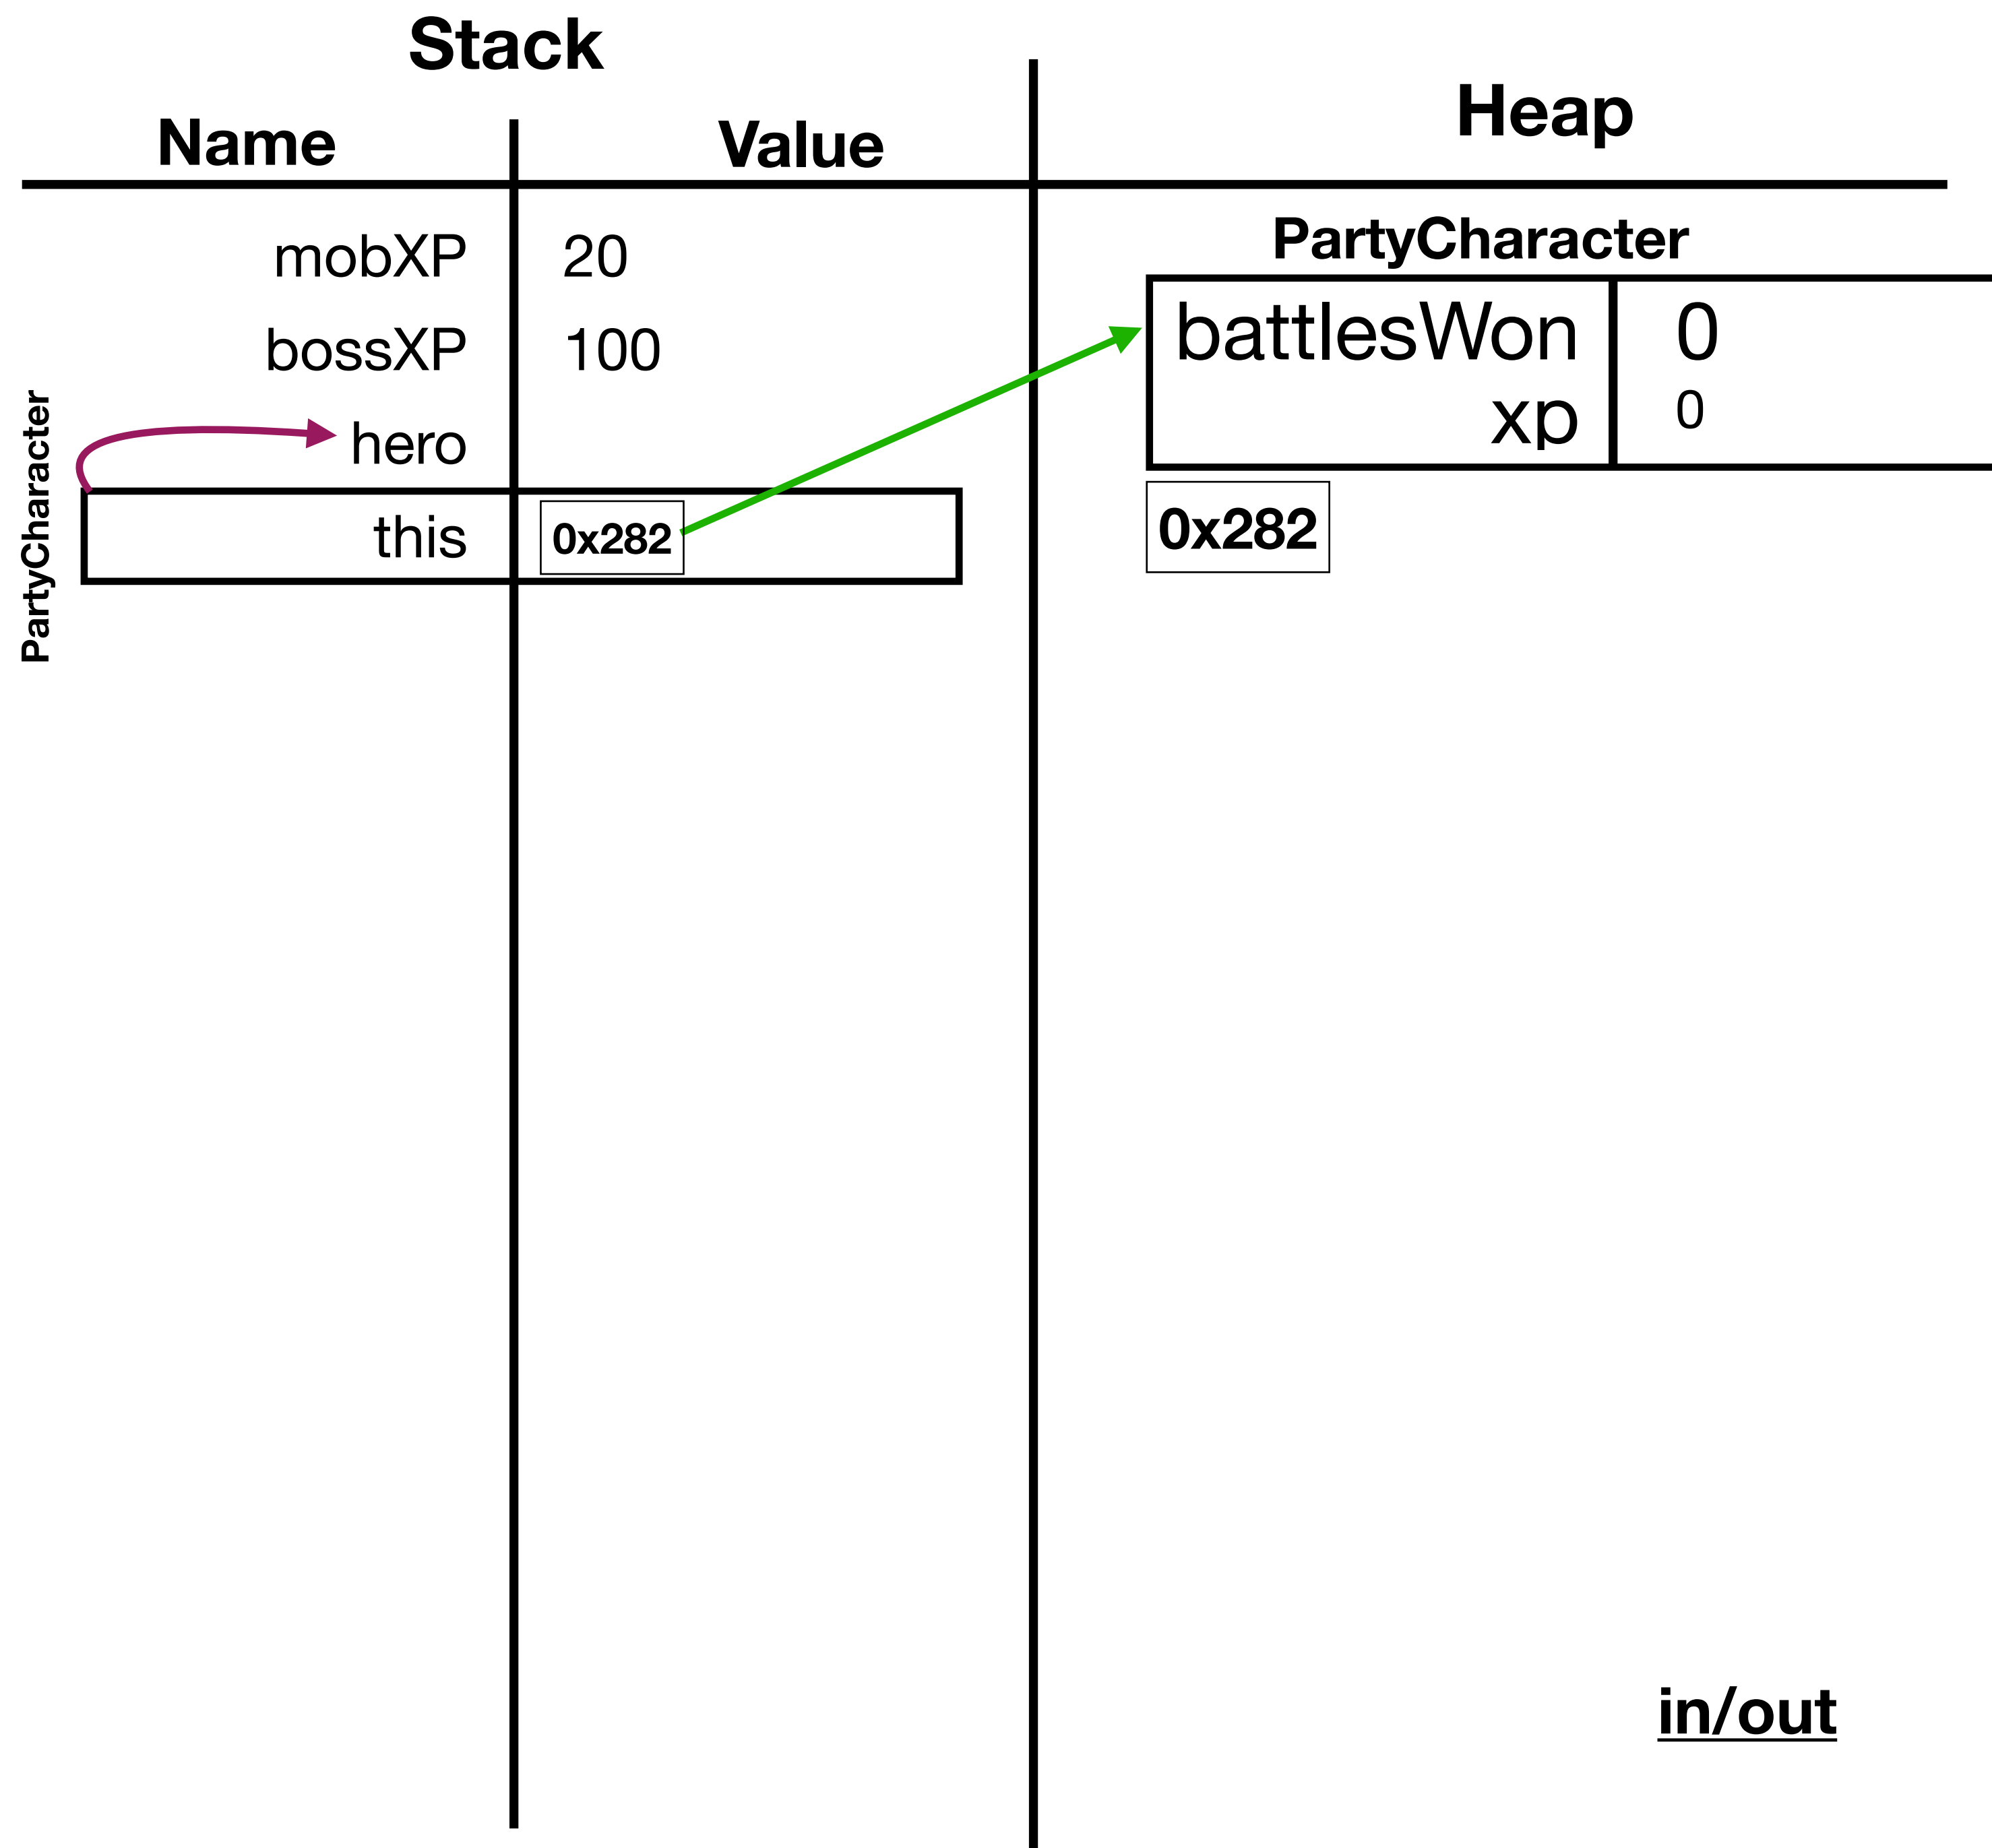 Stack
Heap
Name Value
mobXP 20
bossXP 100
hero
this 0x282
PartyCharacter
PartyCharacter
battlesWon 0
xp 0
0x282
in/out